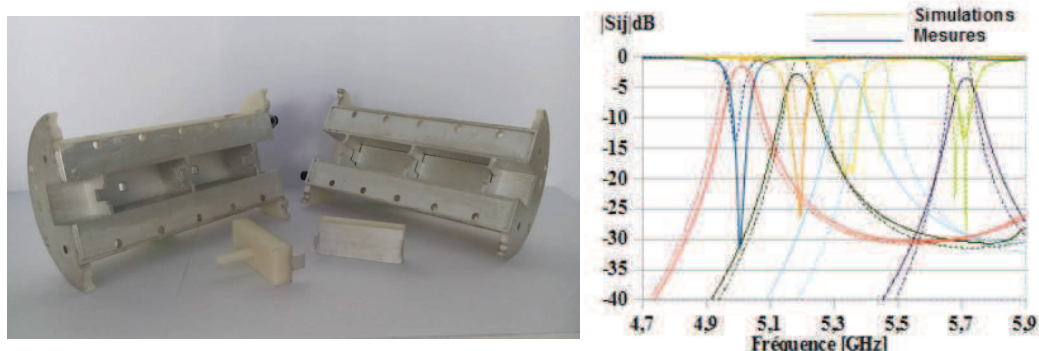 |Sij|dB
Simulations
Mesures
0
-5
-10
-15
-20
-25
-30
-35
-40
4,7 4,9 5,1 5,3 5,5 5,7 5,9
Fréquence [GHz]